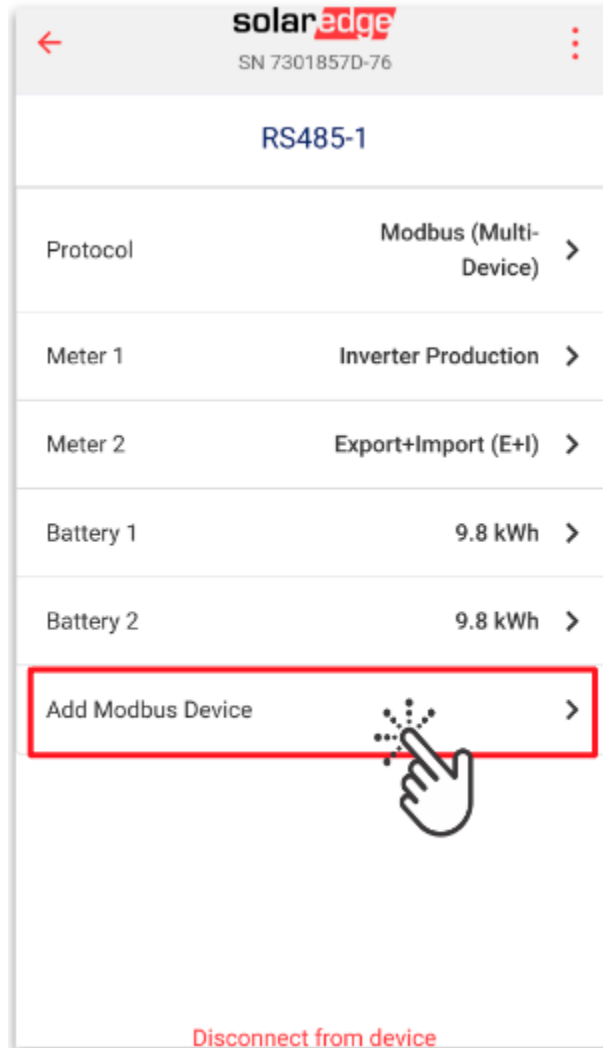 solaredge
SN 7301857D-76
RS485-1
Protocol Modbus (Multi-
Device)
Meter 1 Inverter Production
Meter 2 Export+Import (E+I)
Battery 1 9.8 kWh
Battery 2 9.8 kWh
Add Modbus Device
Disconnect from device